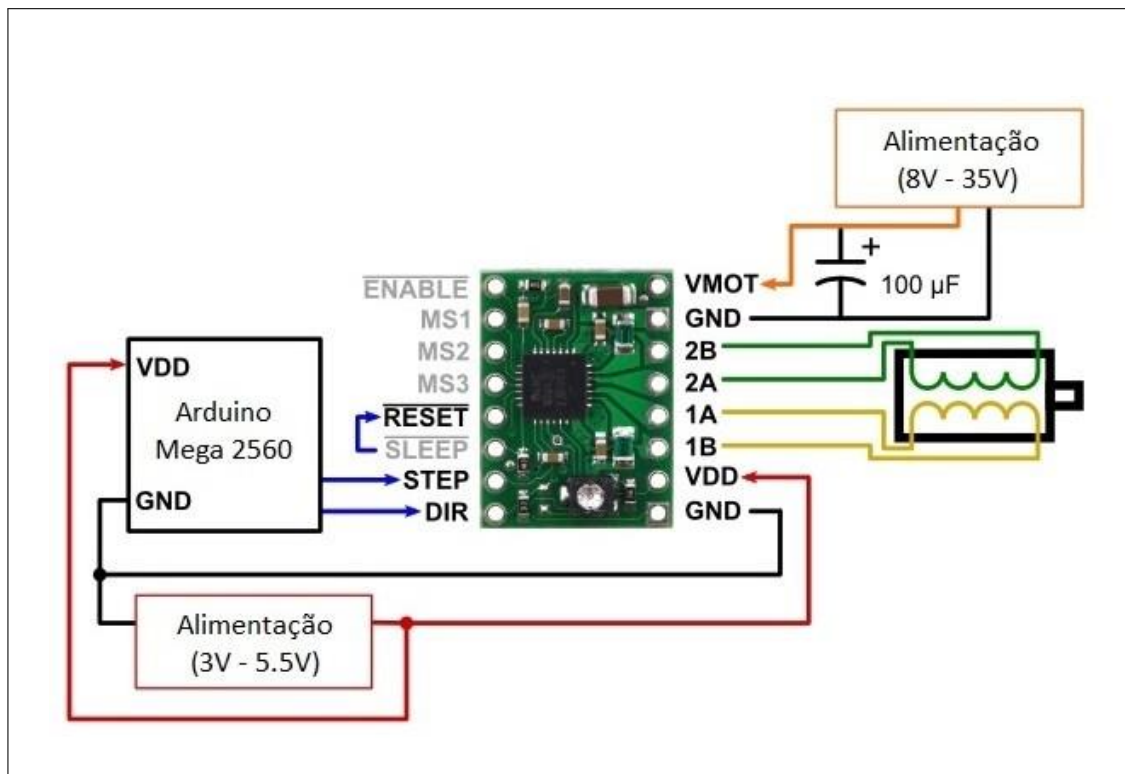 Alimentação
(8V - 35V)
+
100 µF
ENABLE
MS1
MS2
MS3
RESET
SLEEP
STEP
DIR
VMOT
GND
2B
2A
1A
1B
VDD
GND
VDD
Arduino
Mega 2560
GND
Alimentação
(3V - 5.5V)